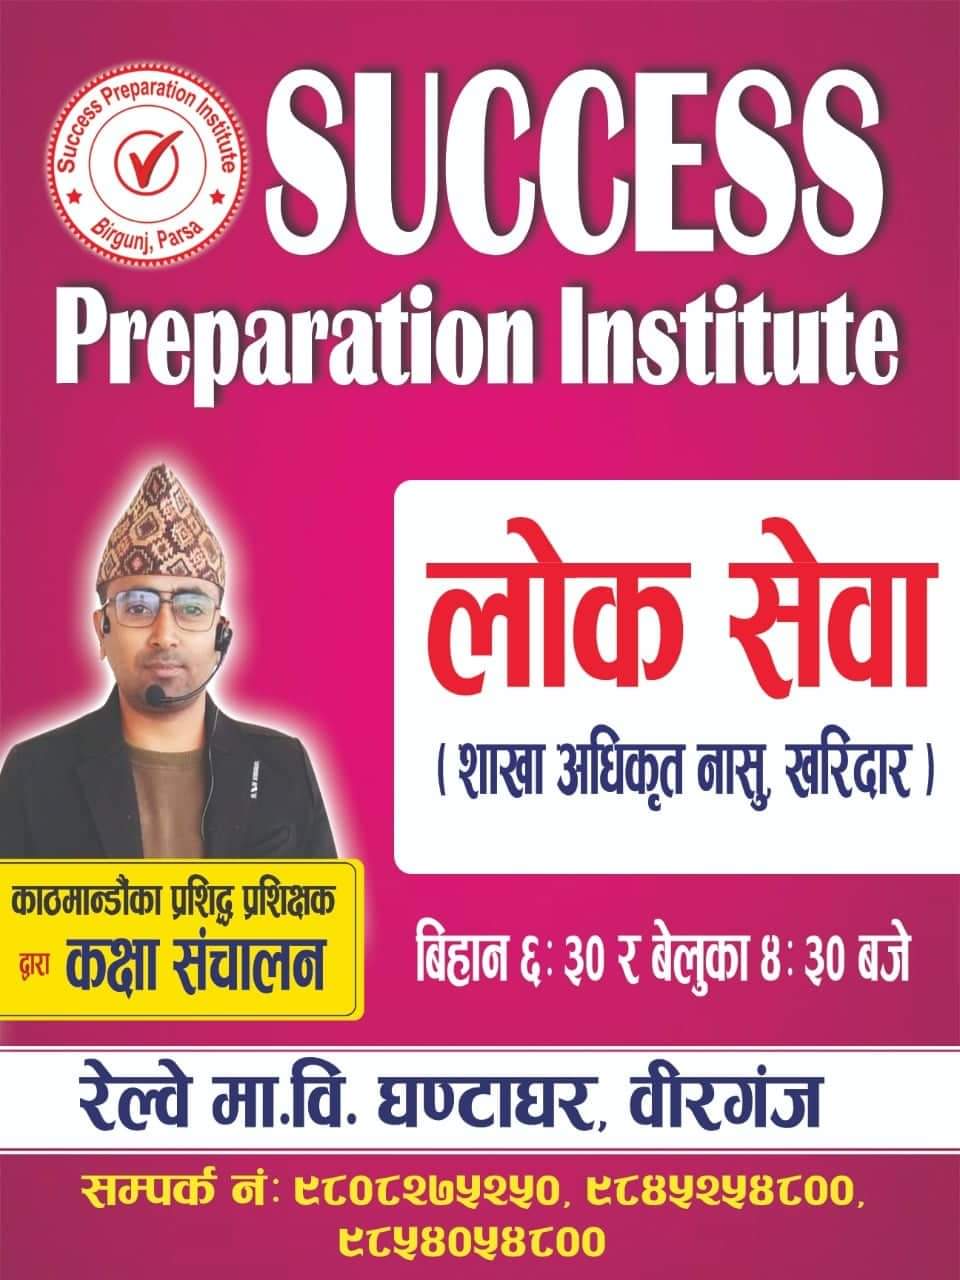 Success Preparation Institute
Birgunj, Parsa
SUCCESS
Preparation Institute
लोक सेवा
( शाखा अधिकृत नासु, खरिदार )
काठमान्डौंका प्रशिद्ध प्रशिक्षक
द्वारा कक्षा संचालन
बिहान ६:३० र बेलुका ४:३० बजे
रेल्वे मा.वि. घण्टाघर, वीरगंज
सम्पर्क नं: ९८०८२७५२५०, ९८४५२५४८००,
९८५४०५४८००